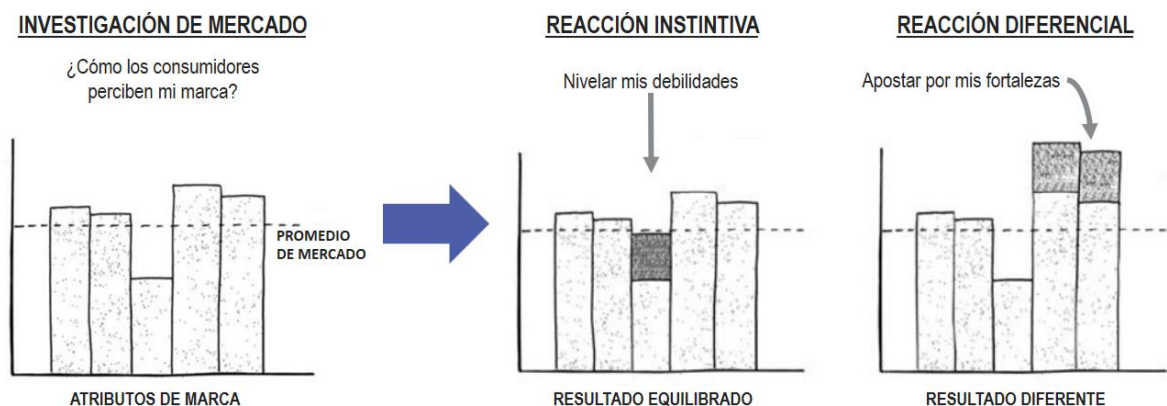 INVESTIGACIÓN DE MERCADO
¿Cómo los consumidores
perciben mi marca?
PROMEDIO
DE MERCADO
ATRIBUTOS DE MARCA
REACCIÓN INSTINTIVA
Nivelar mis debilidades
RESULTADO EQUILIBRADO
REACCIÓN DIFERENCIAL
Apostar por mis fortalezas
RESULTADO DIFERENTE